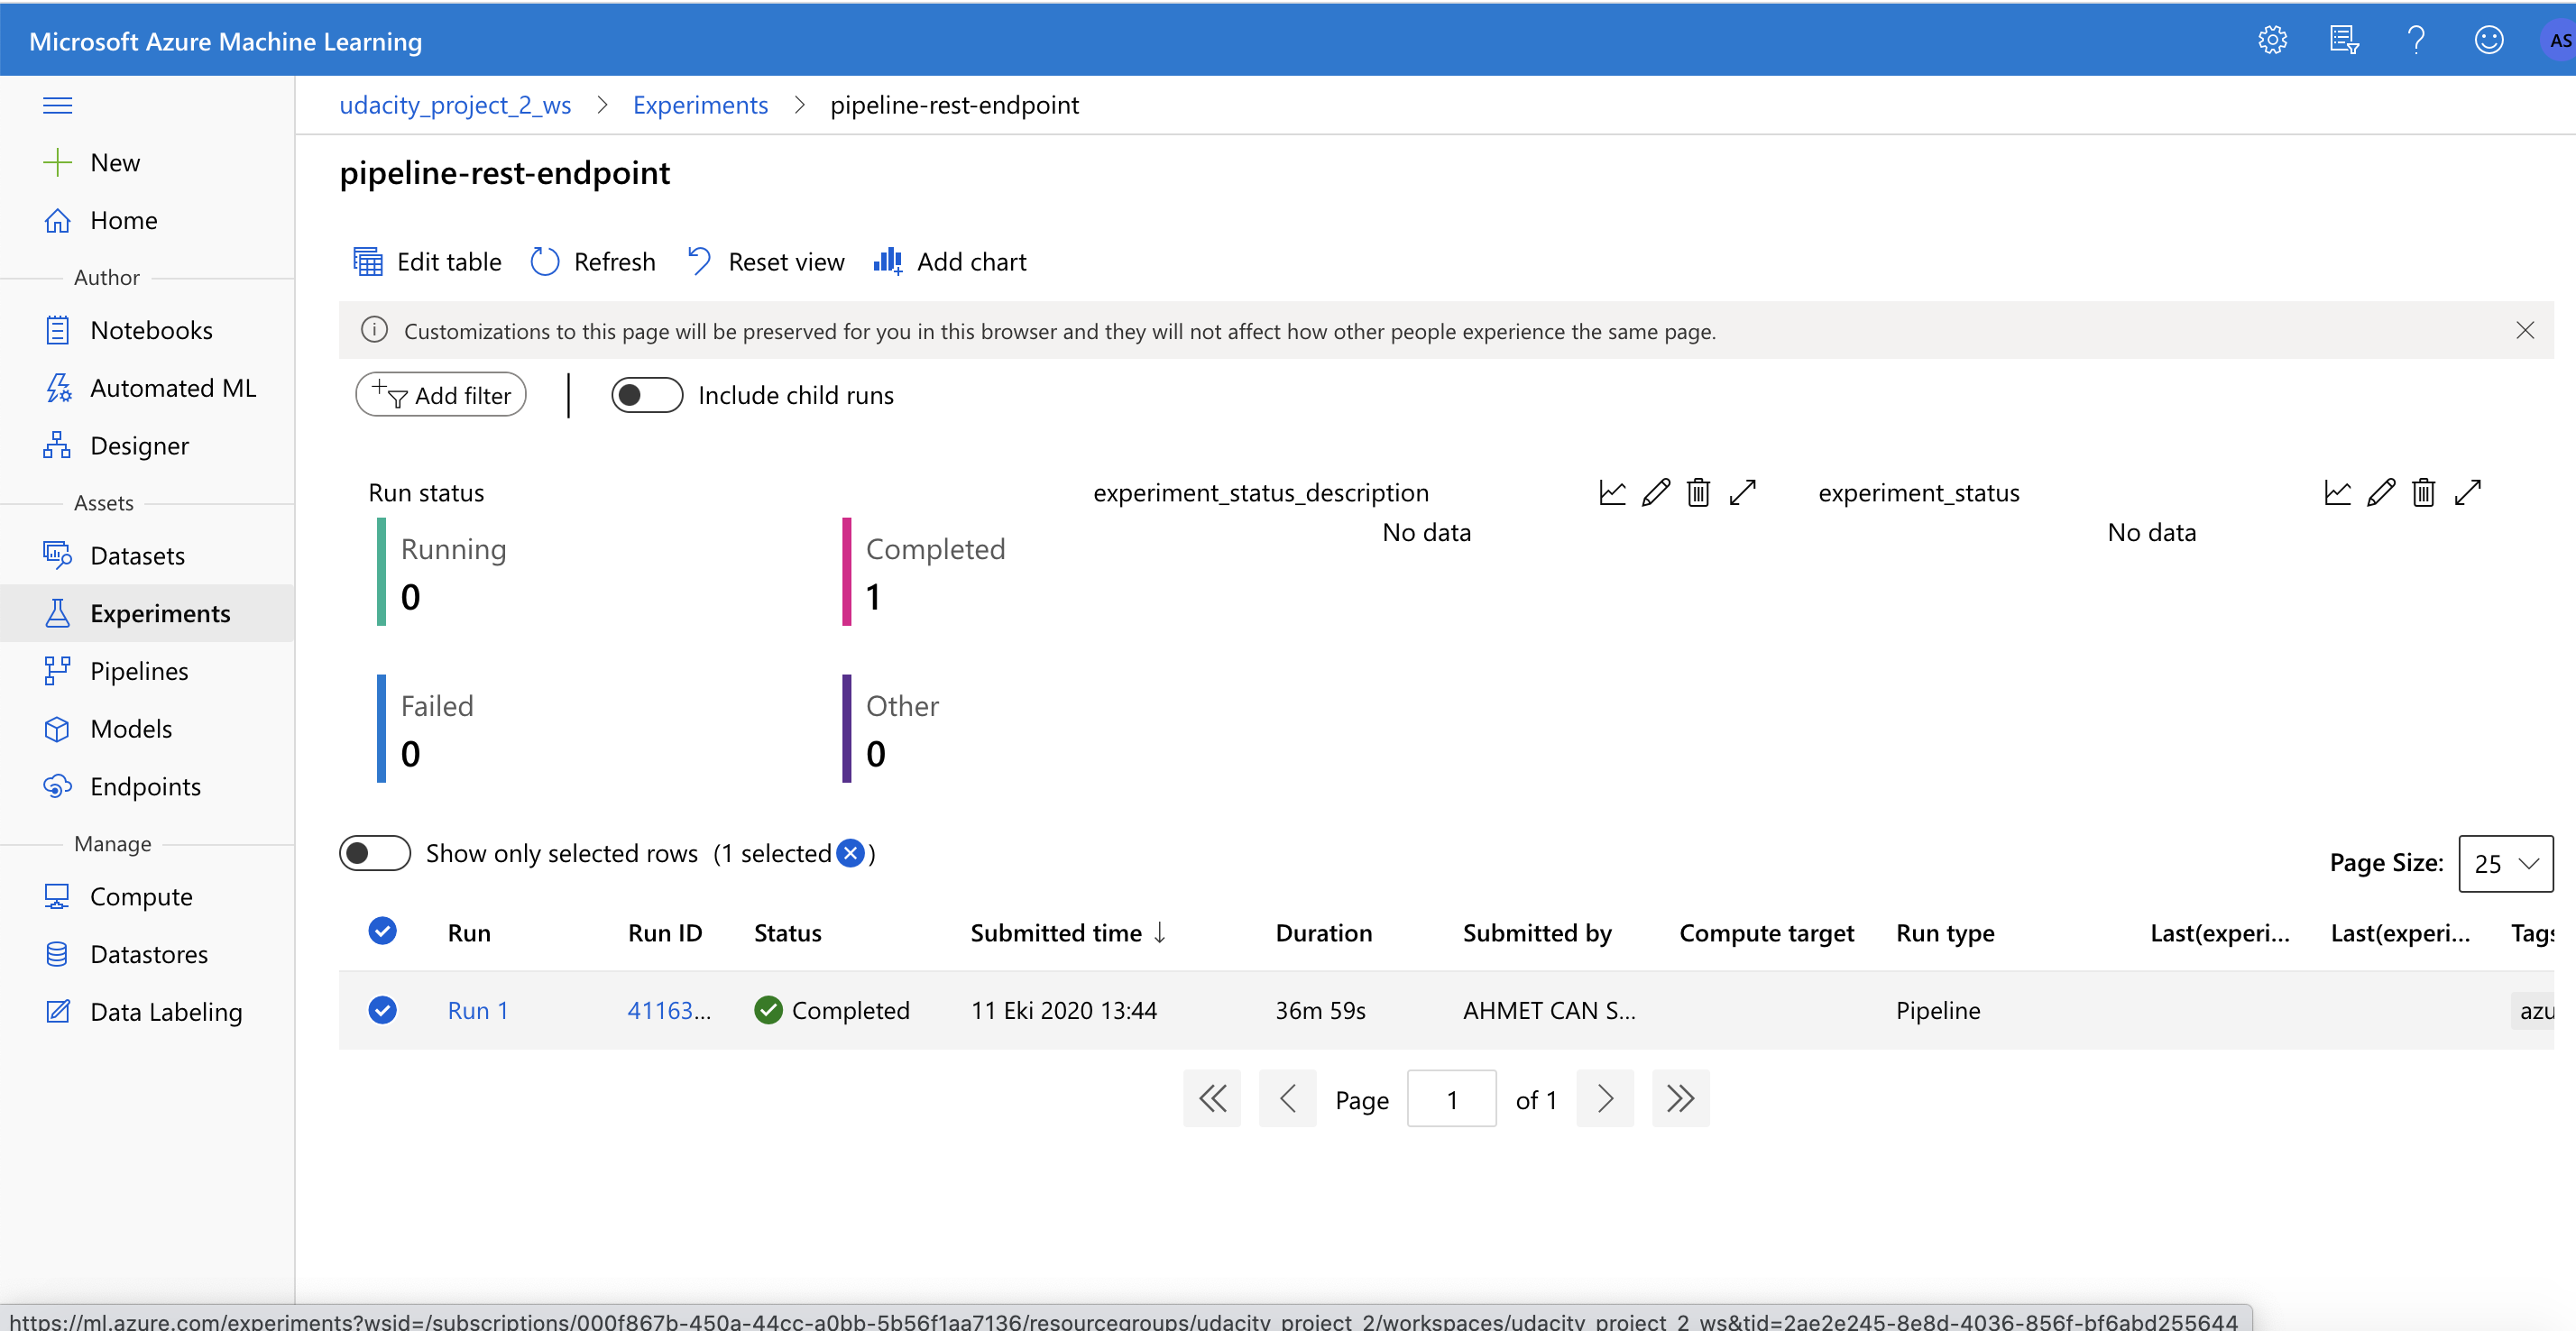 Microsoft Azure Machine Learning
AS
udacity_project_2_ws > Experiments > pipeline-rest-endpoint
New
Home
Author
Notebooks
Automated ML
Designer
Assets
Datasets
Experiments
Pipelines
Models
Endpoints
Manage
Compute
Datastores
Data Labeling
pipeline-rest-endpoint
Edit table Refresh Reset view Add chart
Customizations to this page will be preserved for you in this browser and they will not affect how other people experience the same page.
Add filter Include child runs
Run status
Running
0
Completed
1
Failed
0
Other
0
experiment_status_description
No data
experiment_status
No data
Show only selected rows (1 selected )
Page Size: 25
Run Run ID Status Submitted time ↓ Duration Submitted by Compute target Run type Last(experi... Last(experi... Tags
Run 1 41163... Completed 11 Eki 2020 13:44 36m 59s AHMET CAN S... Pipeline azu
Page 1 of 1
https://ml.azure.com/experiments?wsid=/subscriptions/000f867b-450a-44cc-a0bb-5b56f1aa7136/resourcegroups/udacity_project_2/workspaces/udacity_project_2_ws&tid=2ae2e245-8e8d-4036-856f-bf6abd255644